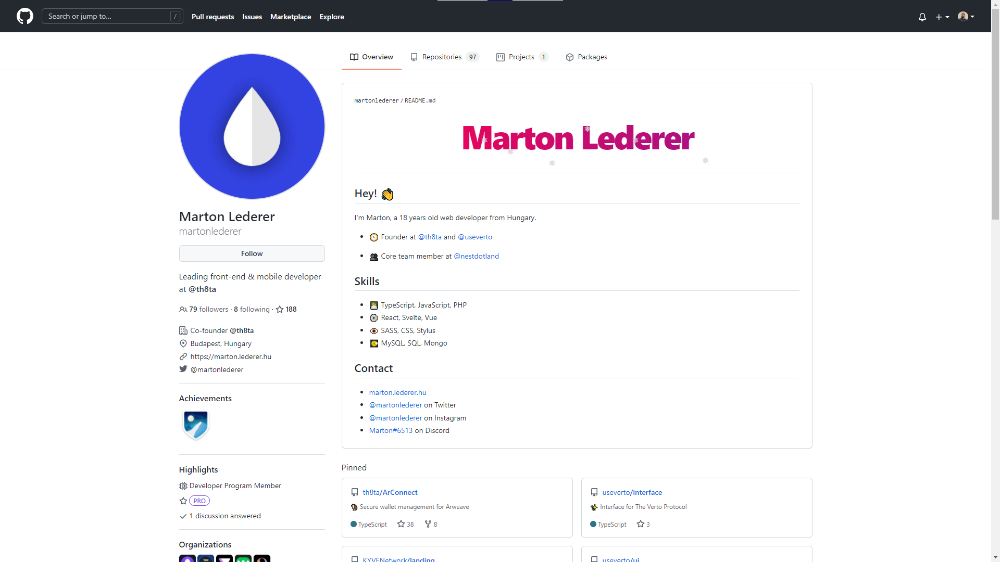 Search or jump to...
/
Pull requests
Issues
Marketplace
Explore
Overview
Repositories 97
Projects 1
Packages
Marton Lederer
martonlederer
Follow
Leading front-end & mobile developer
at @th8ta
79 followers · 8 following · 188
Co-founder @th8ta
Budapest, Hungary
https://marton.lederer.hu
@martonlederer
Achievements
Highlights
Developer Program Member
PRO
1 discussion answered
Organizations
martonlederer/README.md
Marton Lederer
Hey!
I'm Marton, a 18 years old web developer from Hungary.
Founder at @th8ta and @useverto
Core team member at @nestdotland
Skills
TypeScript, JavaScript, PHP
React, Svelte, Vue
SASS, CSS, Stylus
MySQL, SQL, Mongo
Contact
marton.lederer.hu
@martonlederer on Twitter
@martonlederer on Instagram
Marton#6513 on Discord
Pinned
th8ta/ArConnect
Secure wallet management for Arweave
TypeScript 38 8
useverto/interface
Interface for The Verto Protocol
TypeScript 3
KYVENetwork/landing
useverto/ui